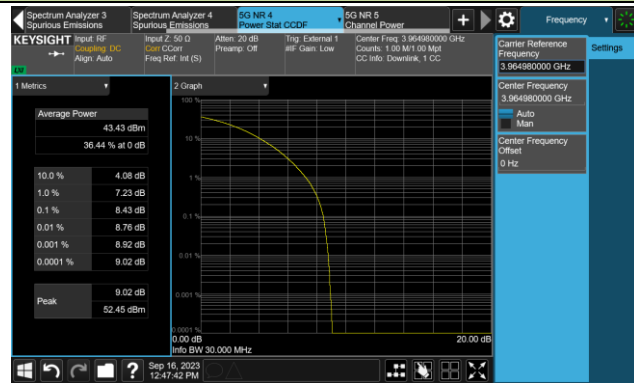 Spectrum Analyzer 3
Spurious Emissions
Spectrum Analyzer 4
Spurious Emissions
5G NR 4
Power Stat CCDF
5G NR 5
Channel Power
Frequency
KEYSIGHT
Input: RF
Coupling: DC
Align: Auto
Input Z: 50 Ω
Corr CCorr
Freq Ref: Int (S)
Atten: 20 dB
Preamp: Off
Trig: External 1
#IF Gain: Low
Center Freq: 3.964980000 GHz
Counts: 1.00 M/1.00 Mpt
CC Info: Downlink, 1 CC
1 Metrics
Average Power
43.43 dBm
36.44 % at 0 dB
10.0 % 4.08 dB
1.0 % 7.23 dB
0.1 % 8.43 dB
0.01 % 8.76 dB
0.001 % 8.92 dB
0.0001 % 9.02 dB
Peak
9.02 dB
52.45 dBm
2 Graph
100 %
10 %
1 %
0.1 %
0.01 %
0.001 %
0.0001 %
0.00 dB
20.00 dB
Info BW 30.000 MHz
Carrier Reference
Frequency
3.964980000 GHz
Center Frequency
3.964980000 GHz
Auto
Man
Center Frequency
Offset
0 Hz
Settings
Sep 16, 2023
12:47:42 PM